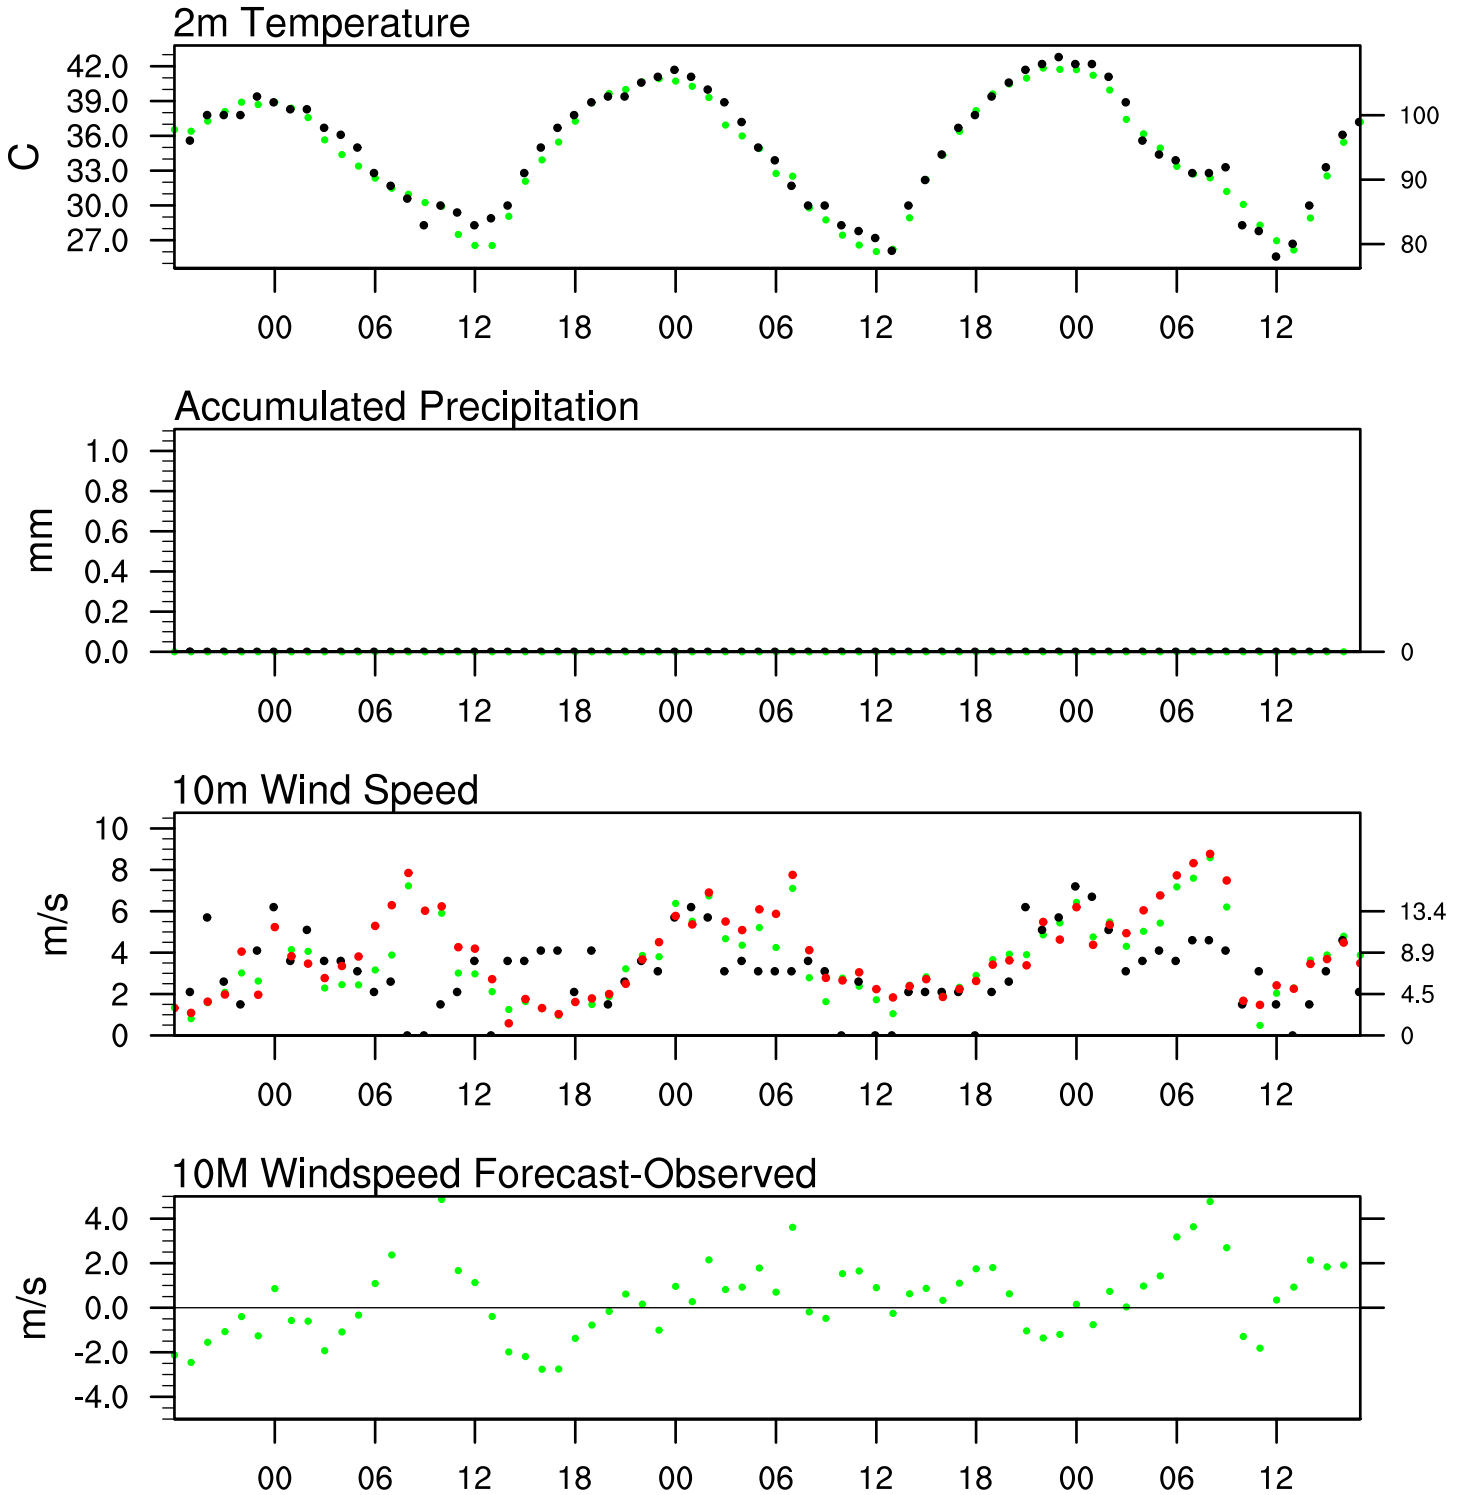 2m Temperature
C
42.0
39.0
36.0
33.0
30.0
27.0
100
90
80
00 06 12 18 00 06 12 18 00 06 12
Accumulated Precipitation
mm
1.0
0.8
0.6
0.4
0.2
0.0
0
00 06 12 18 00 06 12 18 00 06 12
10m Wind Speed
m/s
10
8
6
4
2
0
13.4
8.9
4.5
0
00 06 12 18 00 06 12 18 00 06 12
10M Windspeed Forecast-Observed
m/s
4.0
2.0
0.0
-2.0
-4.0
00 06 12 18 00 06 12 18 00 06 12